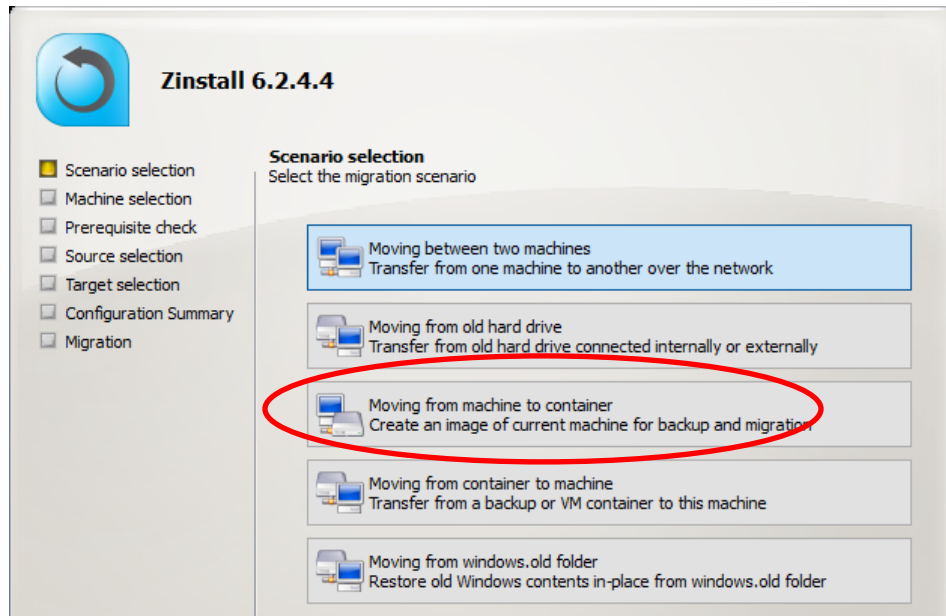 Zinstall 6.2.4.4
Scenario selection
Machine selection
Prerequisite check
Source selection
Target selection
Configuration Summary
Migration
Scenario selection
Select the migration scenario
Moving between two machines
Transfer from one machine to another over the network
Moving from old hard drive
Transfer from old hard drive connected internally or externally
Moving from machine to container
Create an image of current machine for backup and migration
Moving from container to machine
Transfer from a backup or VM container to this machine
Moving from windows.old folder
Restore old Windows contents in-place from windows.old folder